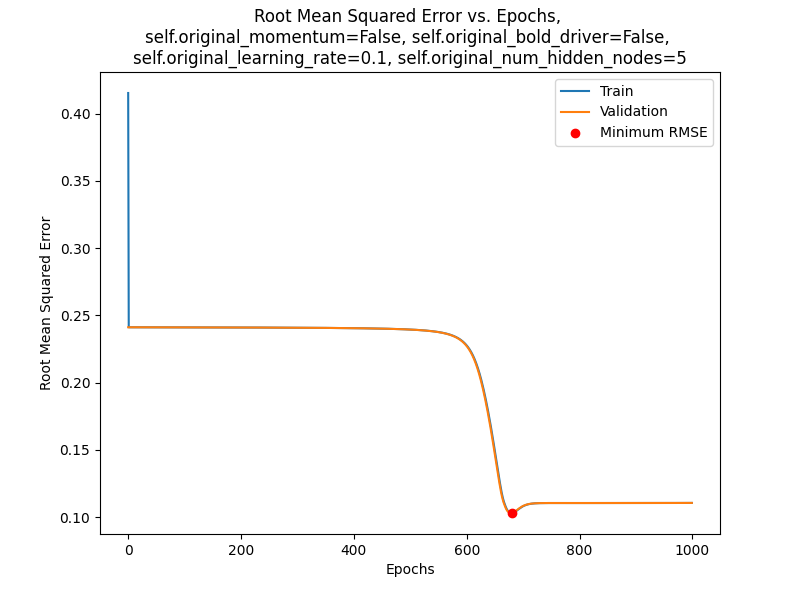 Root Mean Squared Error vs. Epochs,
self.original_momentum=False, self.original_bold_driver=False,
self.original_learning_rate=0.1, self.original_num_hidden_nodes=5
Train
Validation
Minimum RMSE
Root Mean Squared Error
0.40
0.35
0.30
0.25
0.20
0.15
0.10
0 200 400 600 800 1000
Epochs